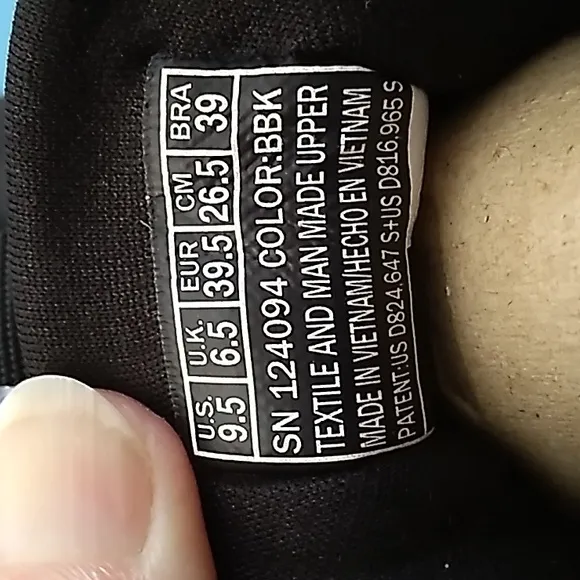 U.S. U.K. EUR CM BRA
9.5 6.5 39.5 26.5 39
SN 124094 COLOR:BBK
TEXTILE AND MAN MADE UPPER
MADE IN VIETNAM/HECHO EN VIETNAM
PATENT:US D824,647 S+US D816,965 S